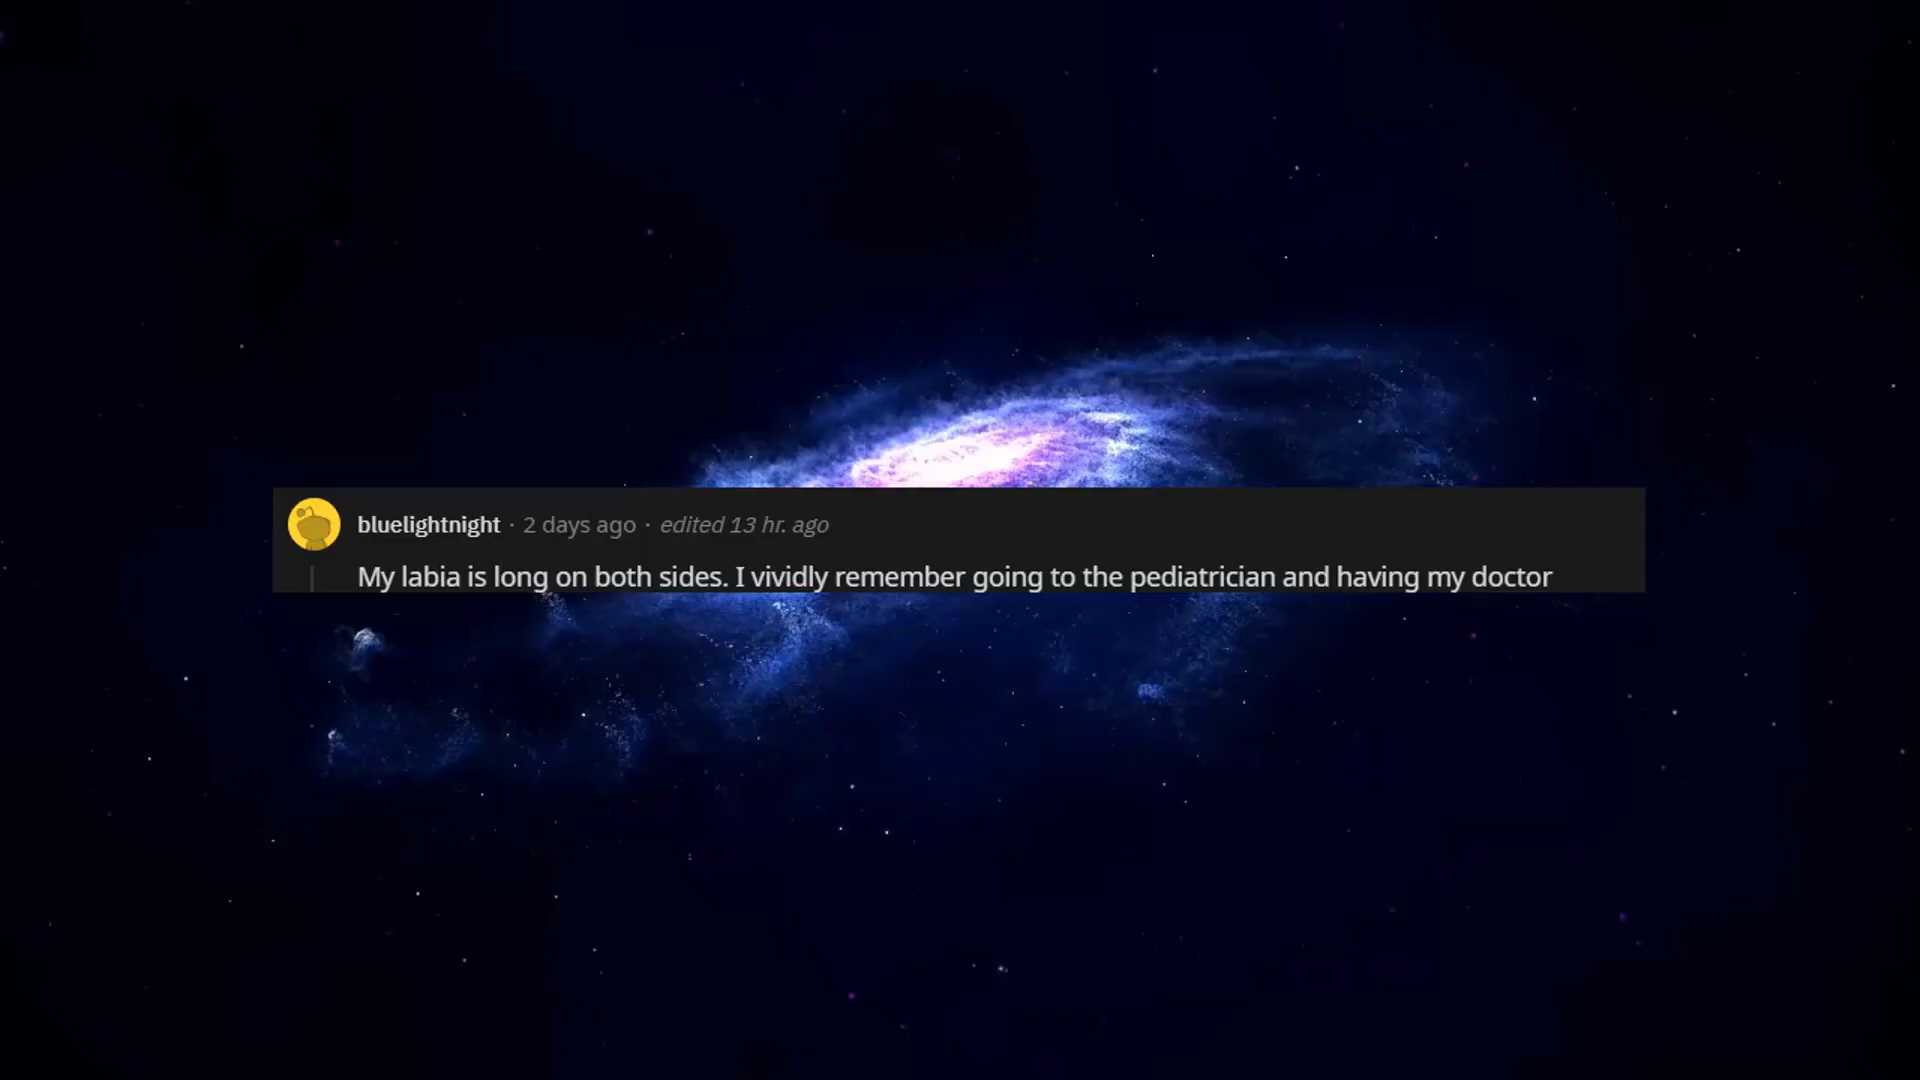 bluelightnight · 2 days ago · edited 13 hr. ago
My labia is long on both sides. I vividly remember going to the pediatrician and having my doctor